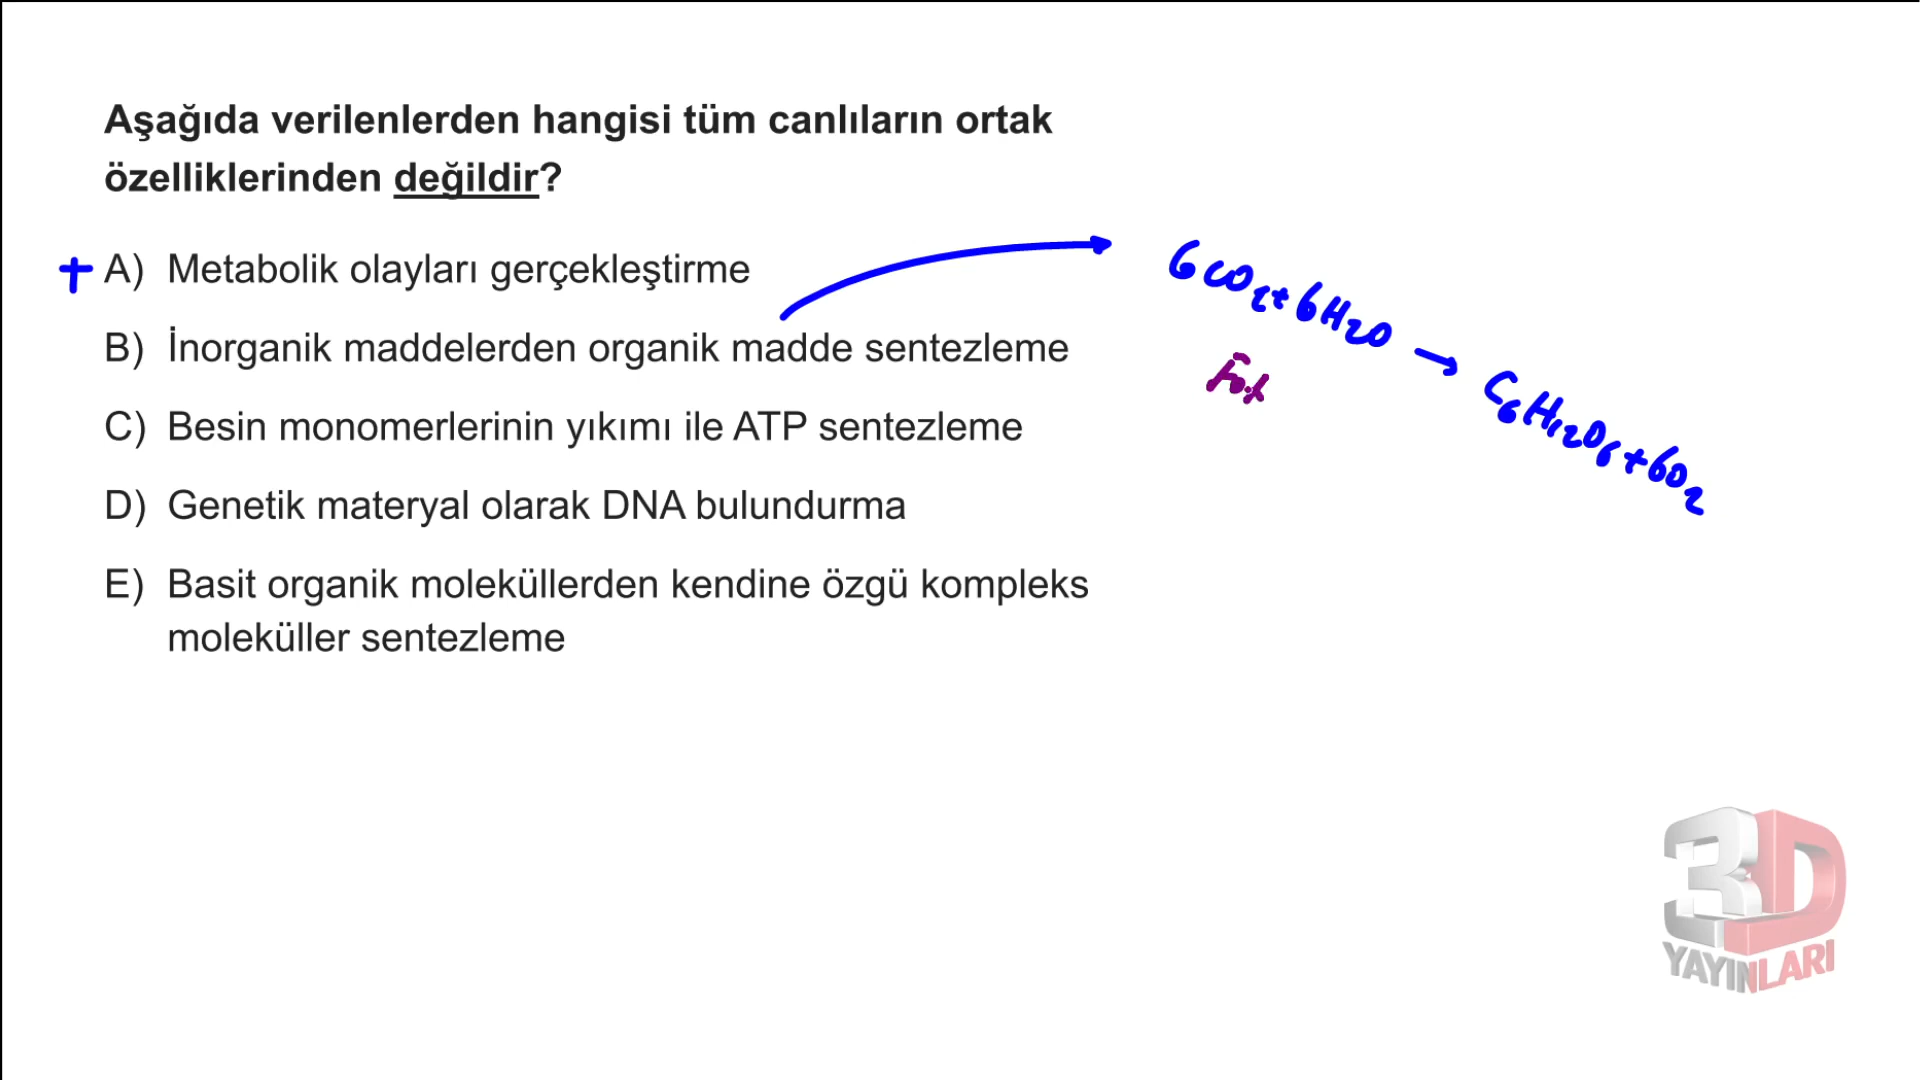 Aşağıda verilenlerden hangisi tüm canlıların ortak
özelliklerinden değildir?
+ A) Metabolik olayları gerçekleştirme
B) İnorganik maddelerden organik madde sentezleme
C) Besin monomerlerinin yıkımı ile ATP sentezleme
D) Genetik materyal olarak DNA bulundurma
E) Basit organik moleküllerden kendine özgü kompleks
moleküller sentezleme
6CO2+6H2O → C6H12O6+6O2
3D
YAYINLARI